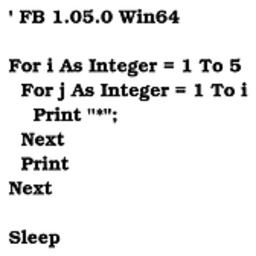 ' FB 1.05.0 Win64

For i As Integer = 1 To 5
  For j As Integer = 1 To i
    Print "*";
  Next
  Print
Next

Sleep